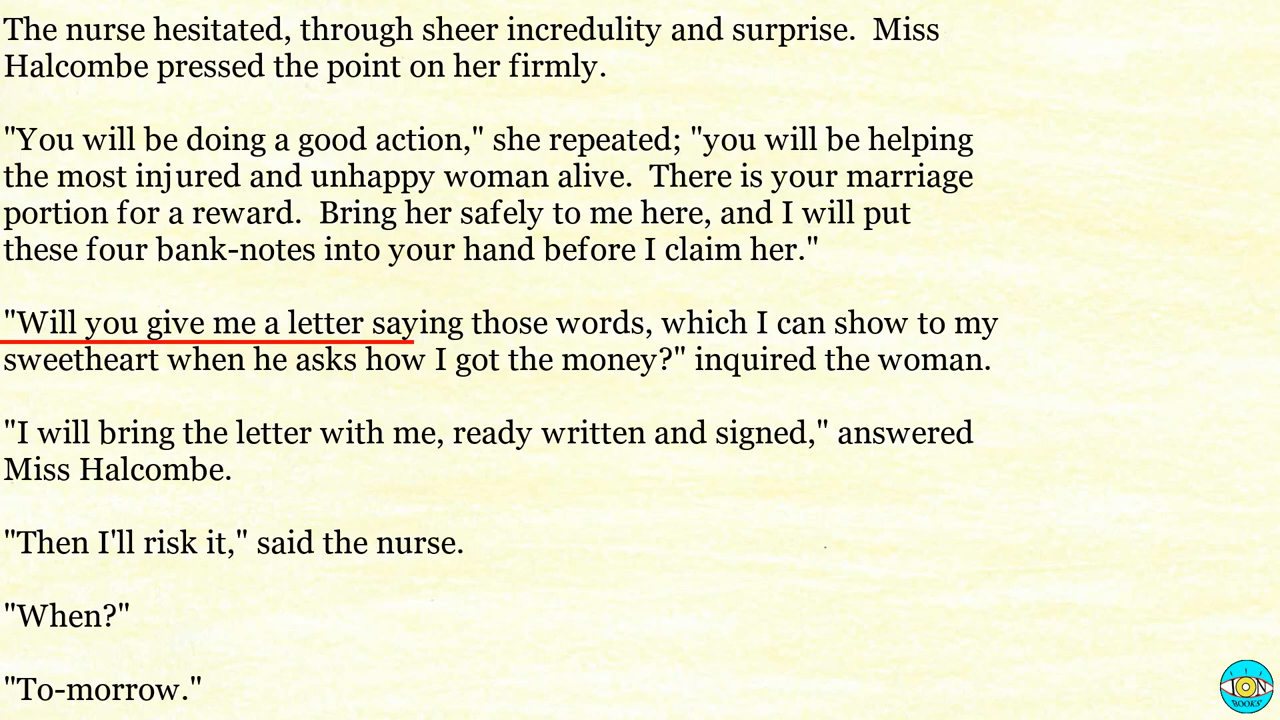 The nurse hesitated, through sheer incredulity and surprise.  Miss
Halcombe pressed the point on her firmly.
"You will be doing a good action," she repeated; "you will be helping
the most injured and unhappy woman alive.  There is your marriage
portion for a reward.  Bring her safely to me here, and I will put
these four bank-notes into your hand before I claim her."
"Will you give me a letter saying those words, which I can show to my
sweetheart when he asks how I got the money?" inquired the woman.
"I will bring the letter with me, ready written and signed," answered
Miss Halcombe.
"Then I'll risk it," said the nurse.
"When?"
"To-morrow."
ION
BOOKS